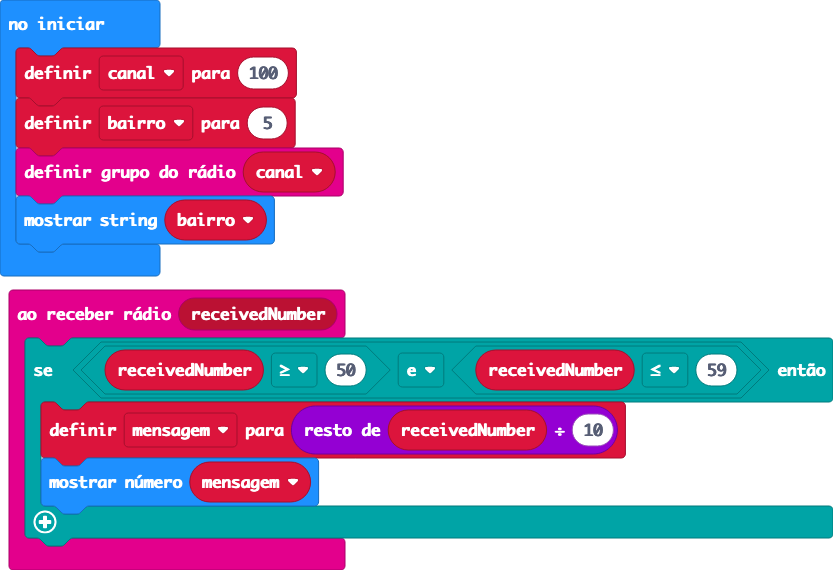 no iniciar
definir canal para 100
definir bairro para 5
definir grupo do rádio canal
mostrar string bairro
ao receber rádio receivedNumber
se receivedNumber ≥ 50 e receivedNumber ≤ 59 então
definir mensagem para resto de receivedNumber ÷ 10
mostrar número mensagem